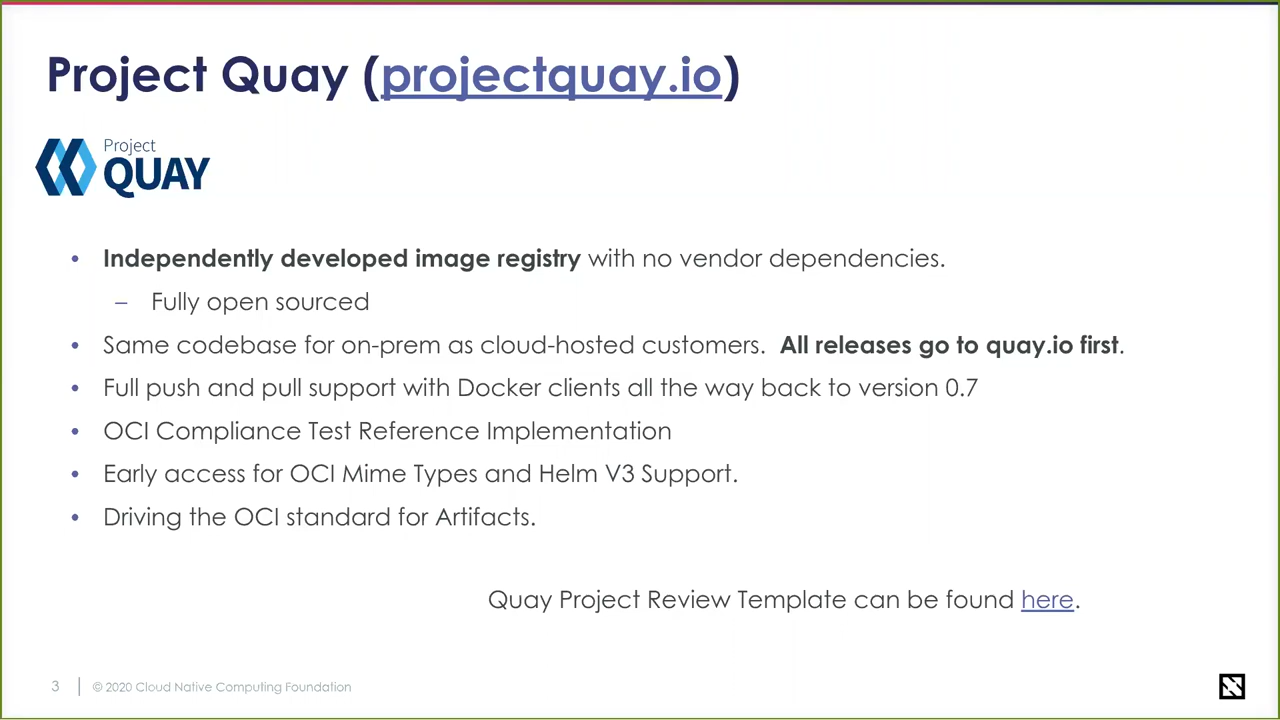 Project Quay (projectquay.io)
Project
QUAY
• Independently developed image registry with no vendor dependencies.
– Fully open sourced
• Same codebase for on-prem as cloud-hosted customers. All releases go to quay.io first.
• Full push and pull support with Docker clients all the way back to version 0.7
• OCI Compliance Test Reference Implementation
• Early access for OCI Mime Types and Helm V3 Support.
• Driving the OCI standard for Artifacts.
Quay Project Review Template can be found here.
3 © 2020 Cloud Native Computing Foundation